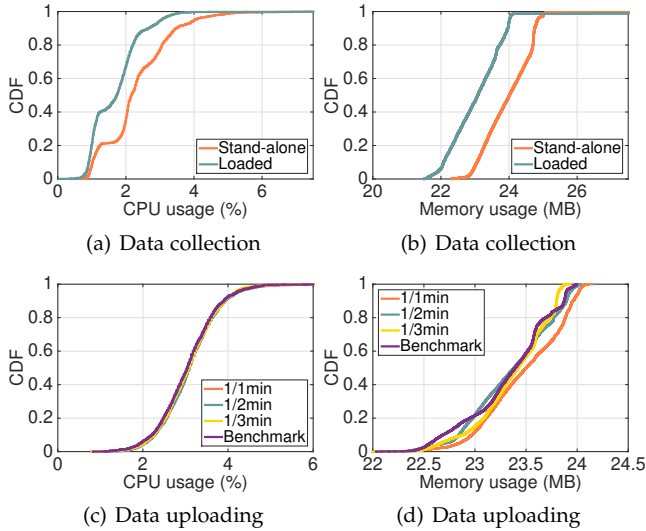 1
0.8
0.6
0.4
0.2
0
CDF
Stand-alone
Loaded
0 2 4 6
CPU usage (%)
(a) Data collection
1
0.8
0.6
0.4
0.2
0
CDF
Stand-alone
Loaded
20 22 24 26
Memory usage (MB)
(b) Data collection
1
0.8
0.6
0.4
0.2
0
CDF
1/1min
1/2min
1/3min
Benchmark
0 2 4 6
CPU usage (%)
(c) Data uploading
1
0.8
0.6
0.4
0.2
0
CDF
1/1min
1/2min
1/3min
Benchmark
22 22.5 23 23.5 24 24.5
Memory usage (MB)
(d) Data uploading